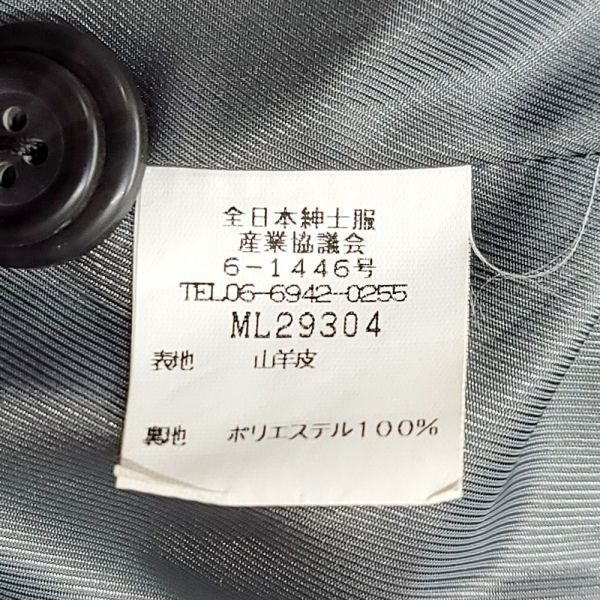 全日本紳士服
産業協議会
6-1446号
TEL06-6942-0255
ML29304
表地 山羊皮
裏地 ポリエステル100%